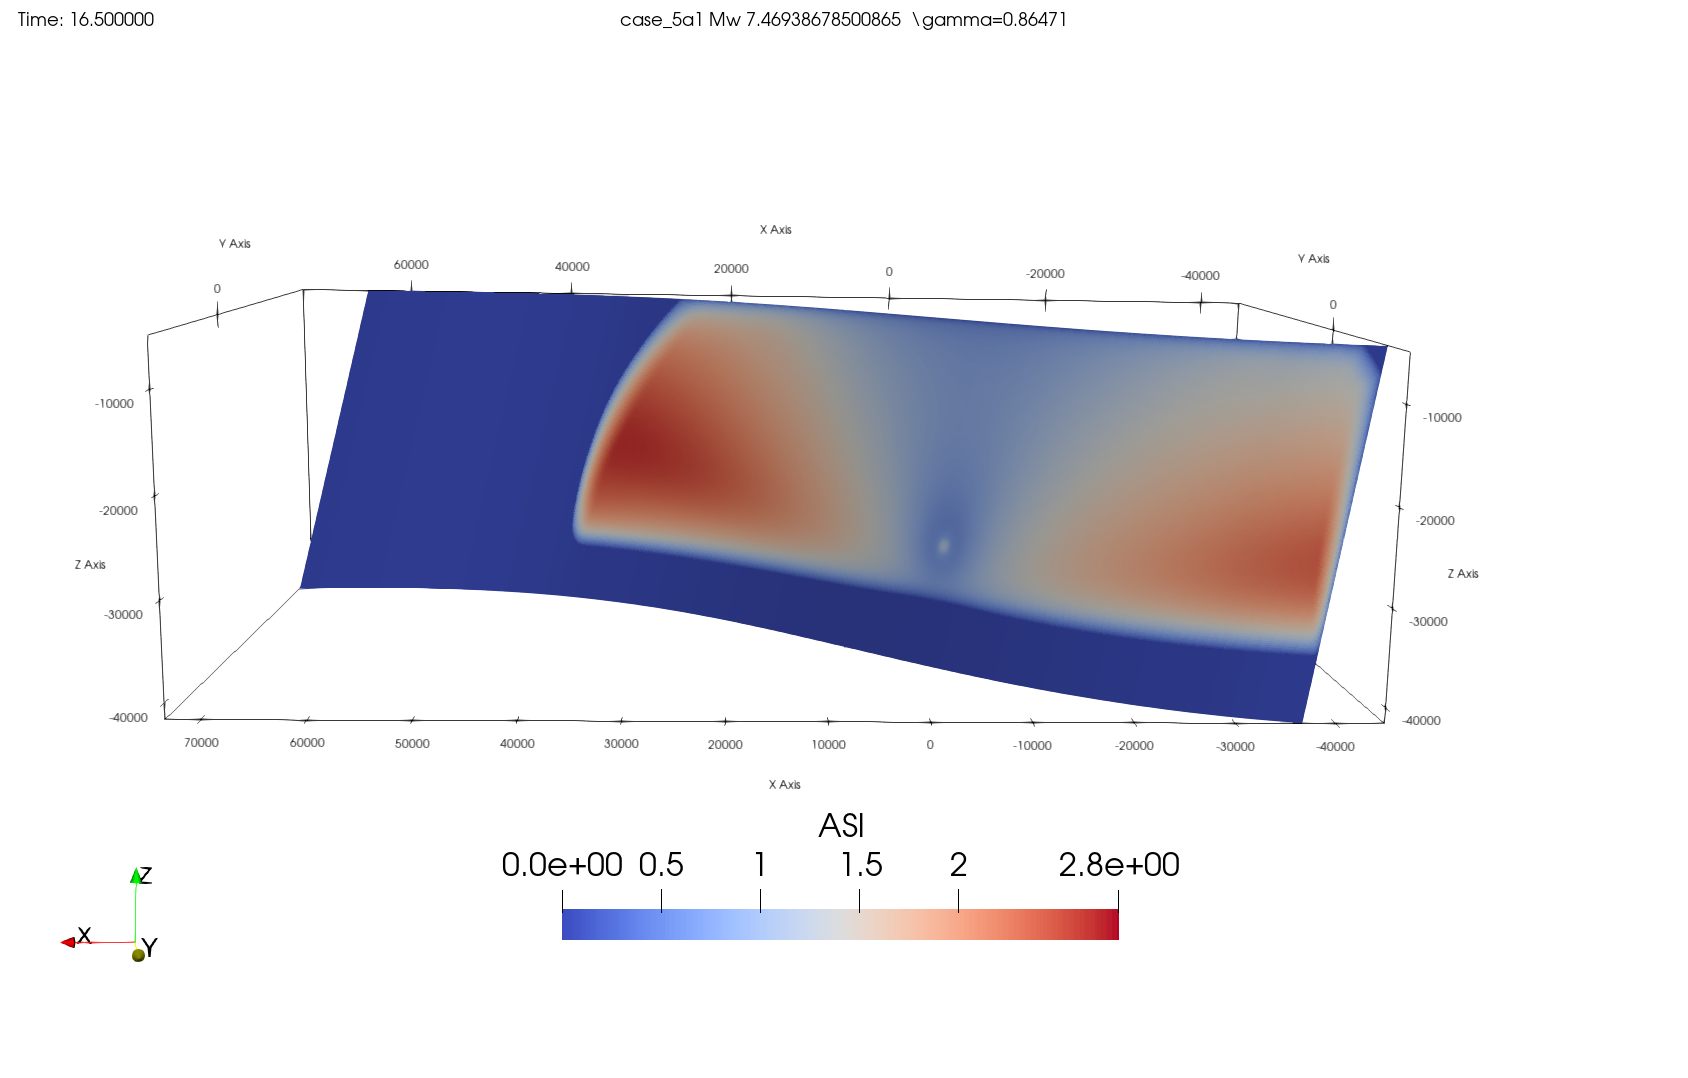 Time: 16.500000
case_5a1 Mw 7.46938678500865 \gamma=0.86471
X Axis
Y Axis
Y Axis
60000 40000 20000 0 -20000 -40000
0
0
-10000
-10000
-20000
-20000
Z Axis
Z Axis
-30000
-30000
-40000
-40000
70000 60000 50000 40000 30000 20000 10000 0 -10000 -20000 -30000 -40000
X Axis
ASI
0.0e+00 0.5 1 1.5 2 2.8e+00
Z
X
Y